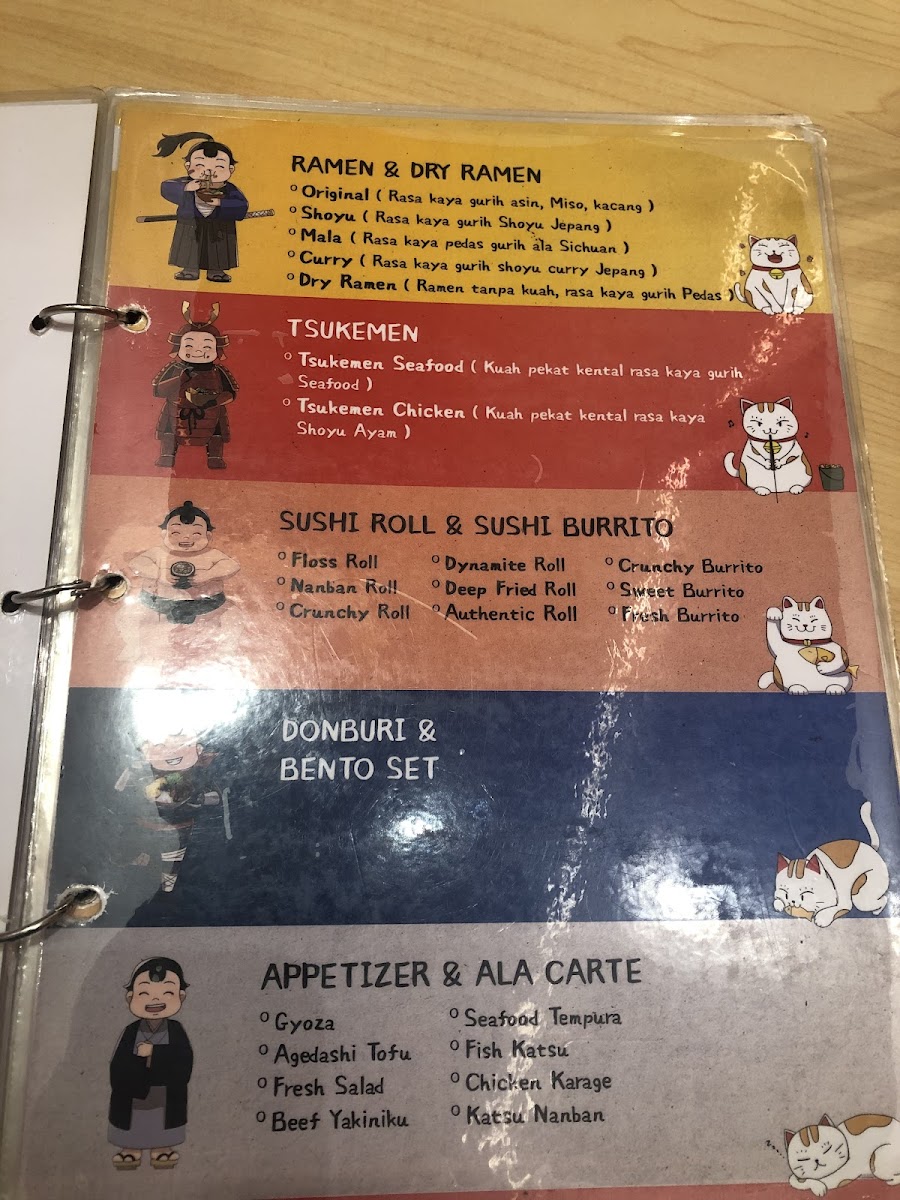 RAMEN & DRY RAMEN
° Original ( Rasa kaya gurih asin, Miso, kacang )
° Shoyu ( Rasa kaya gurih Shoyu Jepang )
° Mala ( Rasa kaya pedas gurih ala Sichuan )
° Curry ( Rasa kaya gurih shoyu curry Jepang )
° Dry Ramen ( Ramen tanpa kuah, rasa kaya gurih Pedas )
TSUKEMEN
° Tsukemen Seafood ( Kuah pekat kental rasa kaya gurih
Seafood )
° Tsukemen Chicken ( Kuah pekat kental rasa kaya
Shoyu Ayam )
SUSHI ROLL & SUSHI BURRITO
° Floss Roll ° Dynamite Roll ° Crunchy Burrito
° Nanban Roll ° Deep Fried Roll ° Sweet Burrito
° Crunchy Roll ° Authentic Roll ° Fresh Burrito
DONBURI &
BENTO SET
APPETIZER & ALA CARTE
° Gyoza ° Seafood Tempura
° Agedashi Tofu ° Fish Katsu
° Fresh Salad ° Chicken Karage
° Beef Yakiniku ° Katsu Nanban